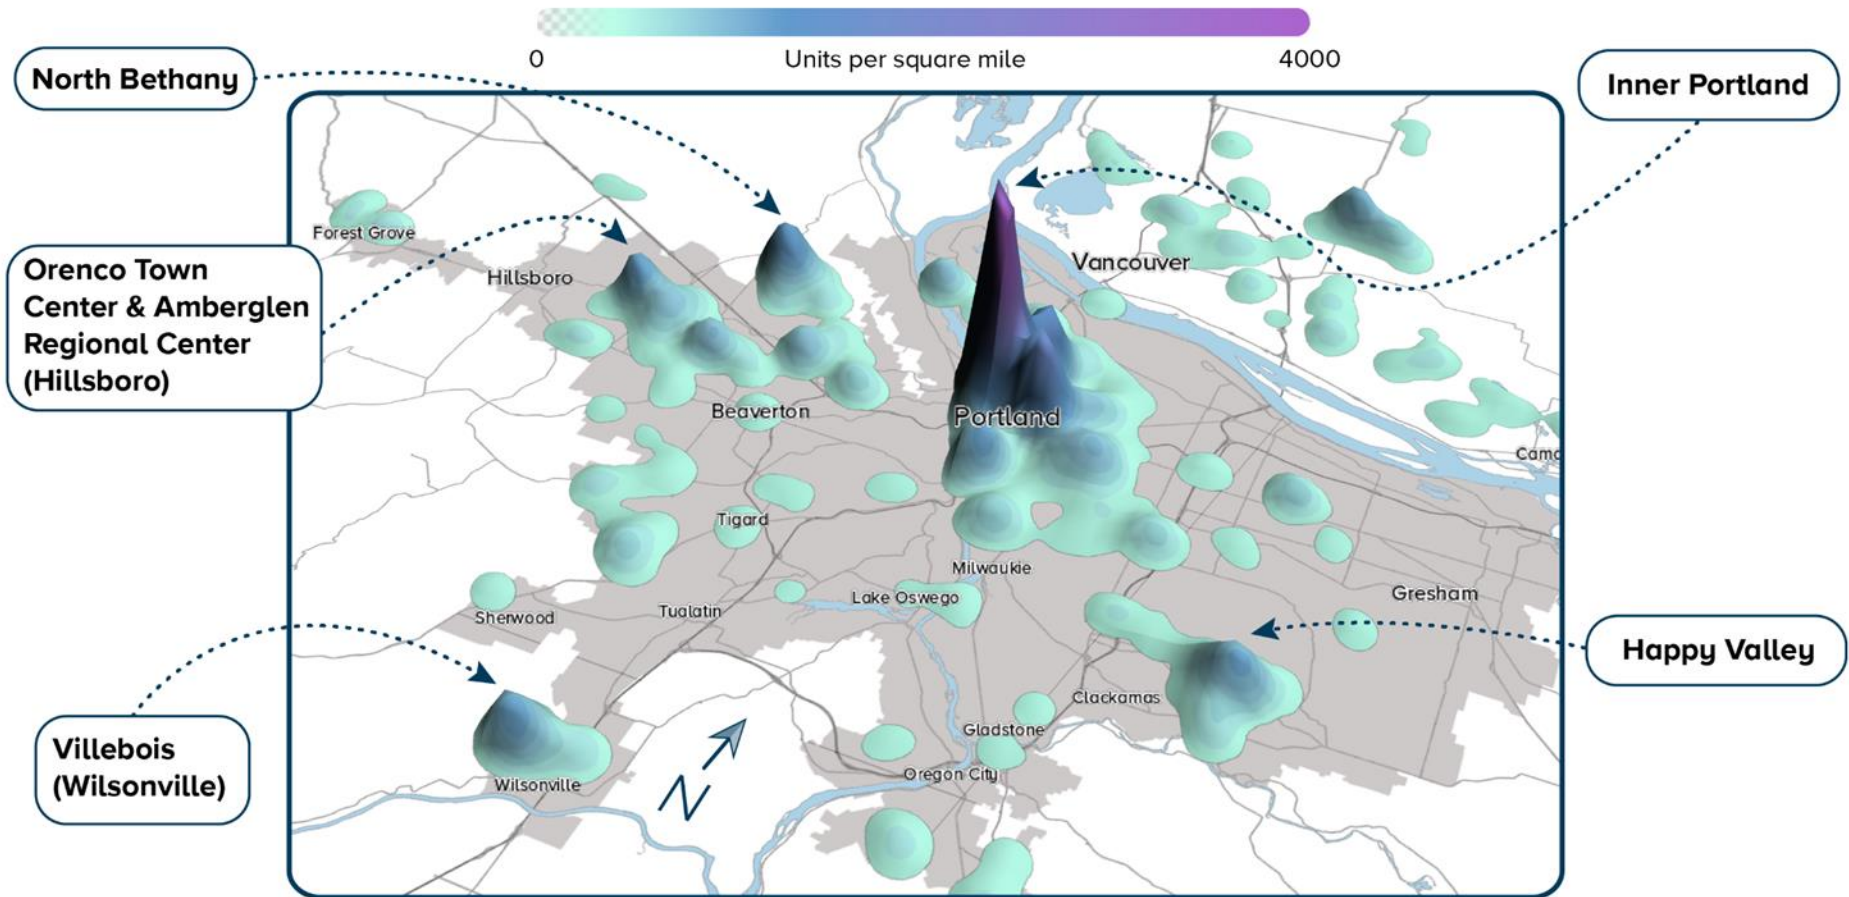 0
Units per square mile
4000
North Bethany
Inner Portland
Orenco Town
Center & Amberglen
Regional Center
(Hillsboro)
Forest Grove
Hillsboro
Vancouver
Beaverton
Portland
Camo
Tigard
Milwaukie
Lake Oswego
Gresham
Sherwood
Tualatin
Happy Valley
Clackamas
Villebois
(Wilsonville)
Gladstone
Oregon City
Wilsonville
N